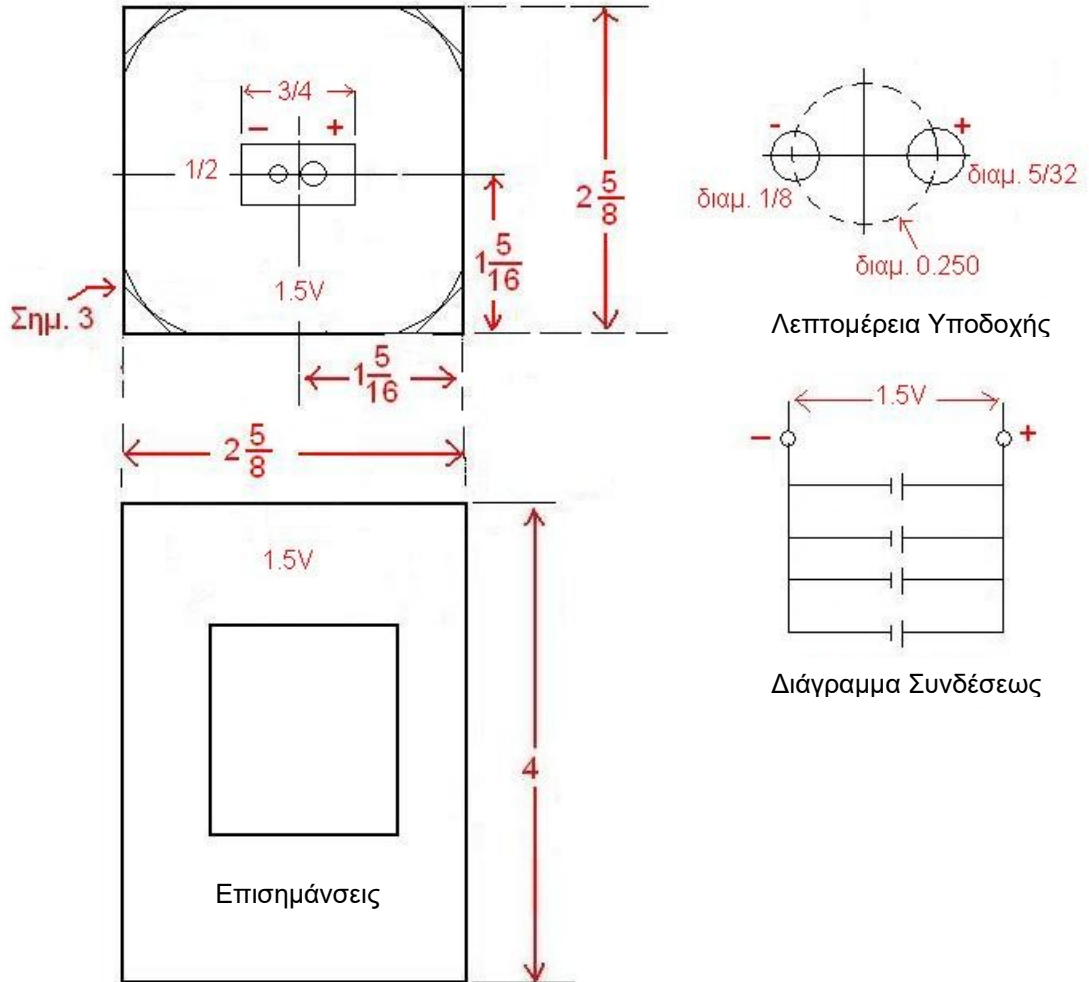 3/4
– +
1/2
2 5/8
1 5/16
1.5V
Σημ. 3
1 5/16
2 5/8
1.5V
4
Επισημάνσεις
- +
διαμ. 1/8
διαμ. 5/32
διαμ. 0.250
Λεπτομέρεια Υποδοχής
1.5V
– +
Διάγραμμα Συνδέσεως